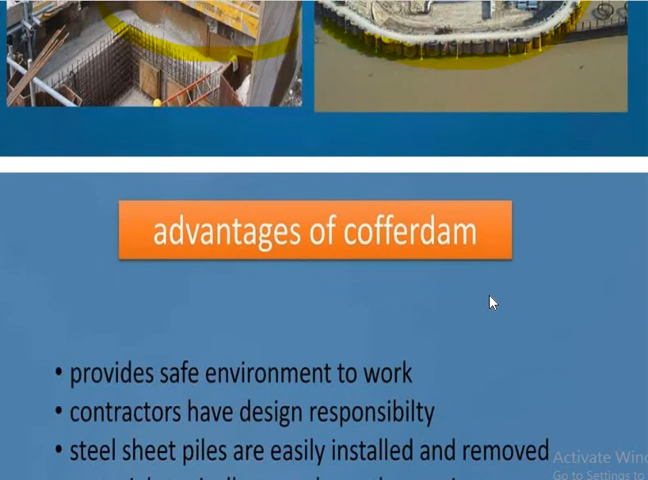 advantages of cofferdam
• provides safe environment to work
• contractors have design responsibilty
• steel sheet piles are easily installed and removed
Activate Wind
Go to Settings to